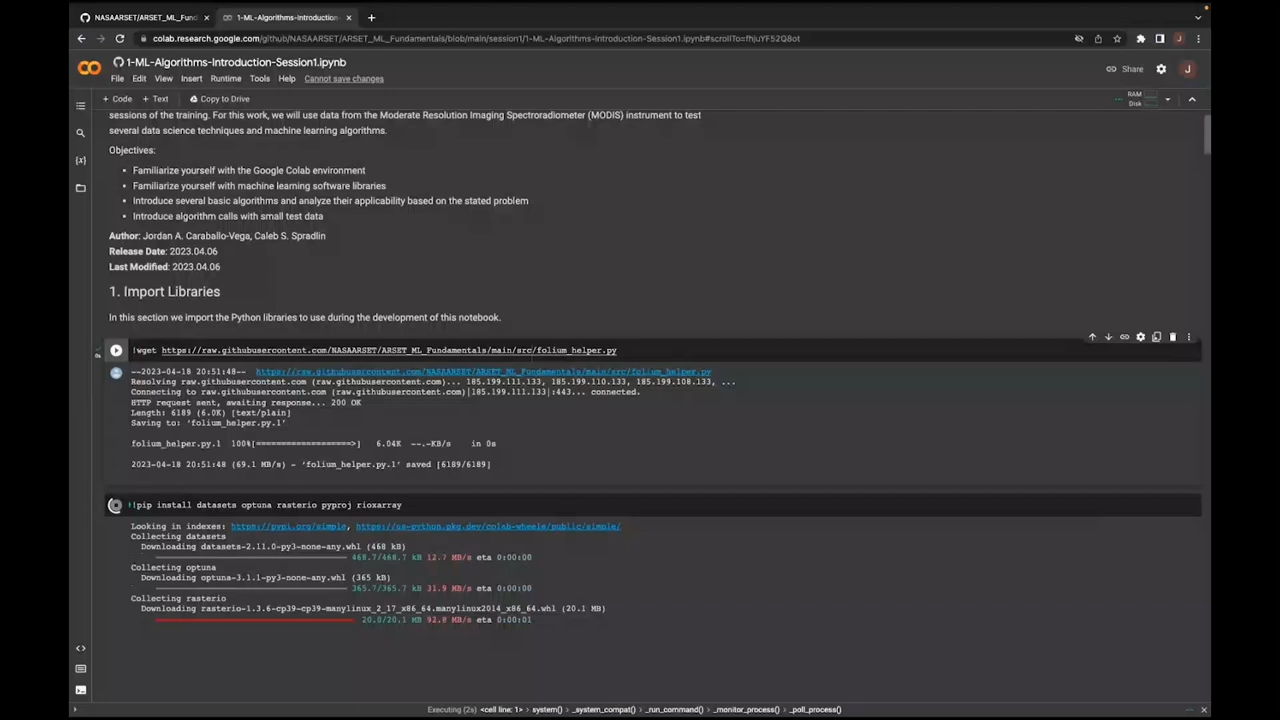 NASAARSET/ARSET_ML_Fund
1-ML-Algorithms-Introduction-
colab.research.google.com/github/NASAARSET/ARSET_ML_Fundamentals/blob/main/session1/1-ML-Algorithms-Introduction-Session1.ipynb#scrollTo=fhjuYF52Q8ot
J
1-ML-Algorithms-Introduction-Session1.ipynb
Share
J
File Edit View Insert Runtime Tools Help Cannot save changes
+ Code + Text Copy to Drive
RAM
Disk
sessions of the training. For this work, we will use data from the Moderate Resolution Imaging Spectroradiometer (MODIS) instrument to test
several data science techniques and machine learning algorithms.
Objectives:
• Familiarize yourself with the Google Colab environment
• Familiarize yourself with machine learning software libraries
• Introduce several basic algorithms and analyze their applicability based on the stated problem
• Introduce algorithm calls with small test data
Author: Jordan A. Caraballo-Vega, Caleb S. Spradlin
Release Date: 2023.04.06
Last Modified: 2023.04.06
1. Import Libraries
In this section we import the Python libraries to use during the development of this notebook.
!wget https://raw.githubusercontent.com/NASAARSET/ARSET_ML_Fundamentals/main/src/folium_helper.py
0s
--2023-04-18 20:51:48-- https://raw.githubusercontent.com/NASAARSET/ARSET_ML_Fundamentals/main/src/folium_helper.py
Resolving raw.githubusercontent.com (raw.githubusercontent.com)... 185.199.111.133, 185.199.110.133, 185.199.108.133, ...
Connecting to raw.githubusercontent.com (raw.githubusercontent.com)|185.199.111.133|:443... connected.
HTTP request sent, awaiting response... 200 OK
Length: 6189 (6.0K) [text/plain]
Saving to: ‘folium_helper.py.1’
folium_helper.py.1 100%[===================>] 6.04K --.-KB/s in 0s
2023-04-18 20:51:48 (69.1 MB/s) - ‘folium_helper.py.1’ saved [6189/6189]
!!pip install datasets optuna rasterio pyproj rioxarray
Looking in indexes: https://pypi.org/simple, https://us-python.pkg.dev/colab-wheels/public/simple/
Collecting datasets
Downloading datasets-2.11.0-py3-none-any.whl (468 kB)
468.7/468.7 kB 12.7 MB/s eta 0:00:00
Collecting optuna
Downloading optuna-3.1.1-py3-none-any.whl (365 kB)
365.7/365.7 kB 31.9 MB/s eta 0:00:00
Collecting rasterio
Downloading rasterio-1.3.6-cp39-cp39-manylinux_2_17_x86_64.manylinux2014_x86_64.whl (20.1 MB)
20.0/20.1 MB 92.8 MB/s eta 0:00:01
Executing (2s) <cell line: 1> system() _system_compat() _run_command() _monitor_process() _poll_process()